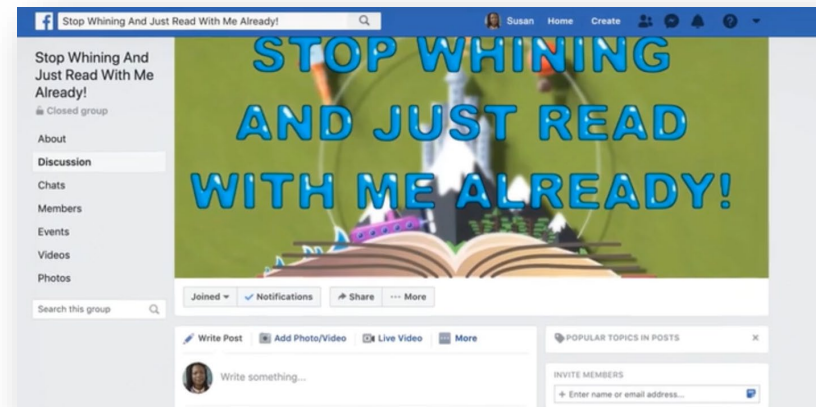 f Stop Whining And Just Read With Me Already!
Susan Home Create
Stop Whining And
Just Read With Me
Already!
Closed group
About
Discussion
Chats
Members
Events
Videos
Photos
Search this group
STOP WHINING
AND JUST READ
WITH ME ALREADY!
Joined Notifications Share ··· More
Write Post Add Photo/Video Live Video More
Write something...
POPULAR TOPICS IN POSTS ×
INVITE MEMBERS
+ Enter name or email address...